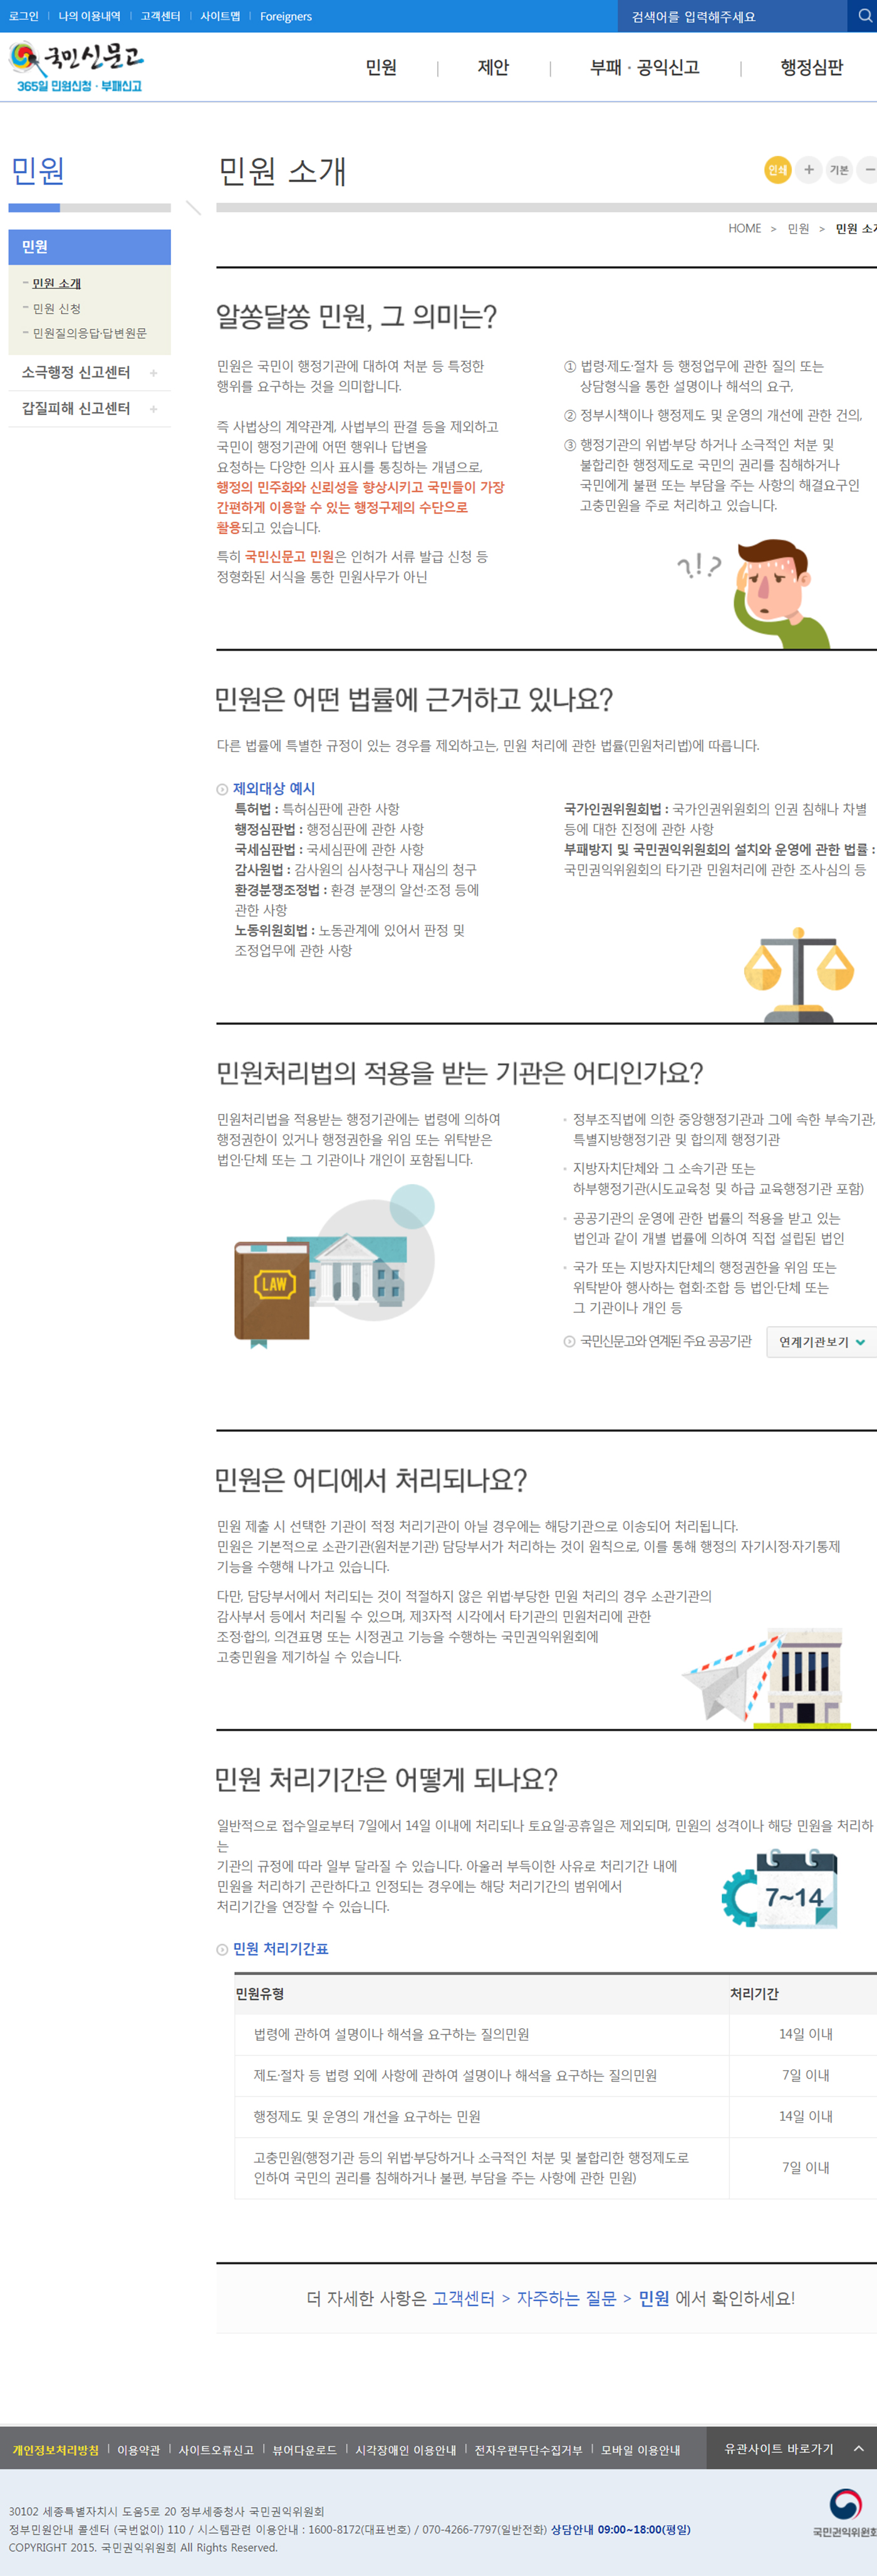 로그인 나의 이용내역 고객센터 사이트맵 Foreigners 검색어를 입력해주세요
국민신문고
365일 민원신청 · 부패신고
민원 제안 부패 · 공익신고 행정심판
민원
민원
- 민원 소개
- 민원 신청
- 민원질의응답·답변원문
소극행정 신고센터 +
갑질피해 신고센터 +
민원 소개
인쇄 + 기본 −
HOME > 민원 > 민원
알쏭달쏭 민원, 그 의미는?
민원은 국민이 행정기관에 대하여 처분 등 특정한
행위를 요구하는 것을 의미합니다.
즉 사법상의 계약관계, 사법부의 판결 등을 제외하고
국민이 행정기관에 어떤 행위나 답변을
요청하는 다양한 의사 표시를 통칭하는 개념으로,
행정의 민주화와 신뢰성을 향상시키고 국민들이 가장
간편하게 이용할 수 있는 행정구제의 수단으로
활용되고 있습니다.
특히 국민신문고 민원은 인허가 서류 발급 신청 등
정형화된 서식을 통한 민원사무가 아닌
① 법령·제도·절차 등 행정업무에 관한 질의 또는
상담형식을 통한 설명이나 해석의 요구,
② 정부시책이나 행정제도 및 운영의 개선에 관한 건의,
③ 행정기관의 위법·부당 하거나 소극적인 처분 및
불합리한 행정제도로 국민의 권리를 침해하거나
국민에게 불편 또는 부담을 주는 사항의 해결요구인
고충민원을 주로 처리하고 있습니다.
?!?
민원은 어떤 법률에 근거하고 있나요?
다른 법률에 특별한 규정이 있는 경우를 제외하고는, 민원 처리에 관한 법률(민원처리법)에 따릅니다.
제외대상 예시
특허법 : 특허심판에 관한 사항
행정심판법 : 행정심판에 관한 사항
국세심판법 : 국세심판에 관한 사항
감사원법 : 감사원의 심사청구나 재심의 청구
환경분쟁조정법 : 환경 분쟁의 알선·조정 등에
관한 사항
노동위원회법 : 노동관계에 있어서 판정 및
조정업무에 관한 사항
국가인권위원회법 : 국가인권위원회의 인권 침해나 차별
등에 대한 진정에 관한 사항
부패방지 및 국민권익위원회의 설치와 운영에 관한 법률 :
국민권익위원회의 타기관 민원처리에 관한 조사·심의 등
민원처리법의 적용을 받는 기관은 어디인가요?
민원처리법을 적용받는 행정기관에는 법령에 의하여
행정권한이 있거나 행정권한을 위임 또는 위탁받은
법인·단체 또는 그 기관이나 개인이 포함됩니다.
LAW
정부조직법에 의한 중앙행정기관과 그에 속한 부속기관,
특별지방행정기관 및 합의제 행정기관
지방자치단체와 그 소속기관 또는
하부행정기관(시도교육청 및 하급 교육행정기관 포함)
공공기관의 운영에 관한 법률의 적용을 받고 있는
법인과 같이 개별 법률에 의하여 직접 설립된 법인
국가 또는 지방자치단체의 행정권한을 위임 또는
위탁받아 행사하는 협회·조합 등 법인·단체 또는
그 기관이나 개인 등
국민신문고와 연계된 주요 공공기관 연계기관보기
민원은 어디에서 처리되나요?
민원 제출 시 선택한 기관이 적정 처리기관이 아닐 경우에는 해당기관으로 이송되어 처리됩니다.
민원은 기본적으로 소관기관(원처분기관) 담당부서가 처리하는 것이 원칙으로, 이를 통해 행정의 자기시정·자기통제
기능을 수행해 나가고 있습니다.
다만, 담당부서에서 처리되는 것이 적절하지 않은 위법·부당한 민원 처리의 경우 소관기관의
감사부서 등에서 처리될 수 있으며, 제3자적 시각에서 타기관의 민원처리에 관한
조정·합의, 의견표명 또는 시정권고 기능을 수행하는 국민권익위원회에
고충민원을 제기하실 수 있습니다.
민원 처리기간은 어떻게 되나요?
일반적으로 접수일로부터 7일에서 14일 이내에 처리되나 토요일·공휴일은 제외되며, 민원의 성격이나 해당 민원을 처리하
는
기관의 규정에 따라 일부 달라질 수 있습니다. 아울러 부득이한 사유로 처리기간 내에
민원을 처리하기 곤란하다고 인정되는 경우에는 해당 처리기간의 범위에서
처리기간을 연장할 수 있습니다.
7~14
민원 처리기간표
민원유형 처리기간
법령에 관하여 설명이나 해석을 요구하는 질의민원 14일 이내
제도·절차 등 법령 외에 사항에 관하여 설명이나 해석을 요구하는 질의민원 7일 이내
행정제도 및 운영의 개선을 요구하는 민원 14일 이내
고충민원(행정기관 등의 위법·부당하거나 소극적인 처분 및 불합리한 행정제도로
인하여 국민의 권리를 침해하거나 불편, 부담을 주는 사항에 관한 민원) 7일 이내
더 자세한 사항은 고객센터 > 자주하는 질문 > 민원 에서 확인하세요!
개인정보처리방침 이용약관 사이트오류신고 뷰어다운로드 시각장애인 이용안내 전자우편무단수집거부 모바일 이용안내 유관사이트 바로가기
30102 세종특별자치시 도움5로 20 정부세종청사 국민권익위원회
정부민원안내 콜센터 (국번없이) 110 / 시스템관련 이용안내 : 1600-8172(대표번호) / 070-4266-7797(일반전화) 상담안내 09:00~18:00(평일)
COPYRIGHT 2015. 국민권익위원회 All Rights Reserved.
국민권익위원회